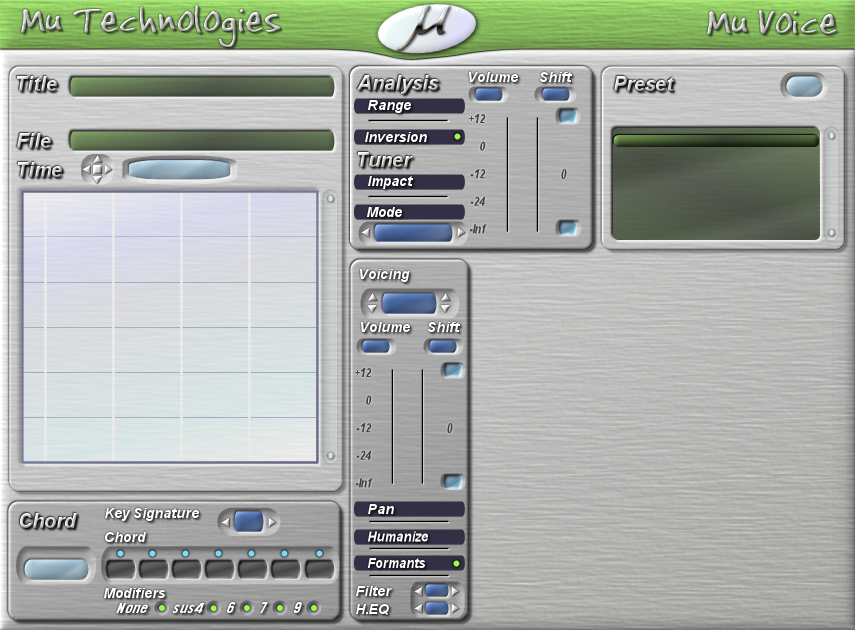 Mu Technologies
µ
Mu Voice
Title
File
Time
Analysis
Range
Inversion
Tuner
Impact
Mode
Volume
Shift
+12
0
-12
-24
-Inf
0
Preset
Voicing
Volume
Shift
+12
0
-12
-24
-Inf
0
Pan
Humanize
Formants
Filter
H.EQ
Chord
Key Signature
Chord
Modifiers
None sus4 6 7 9